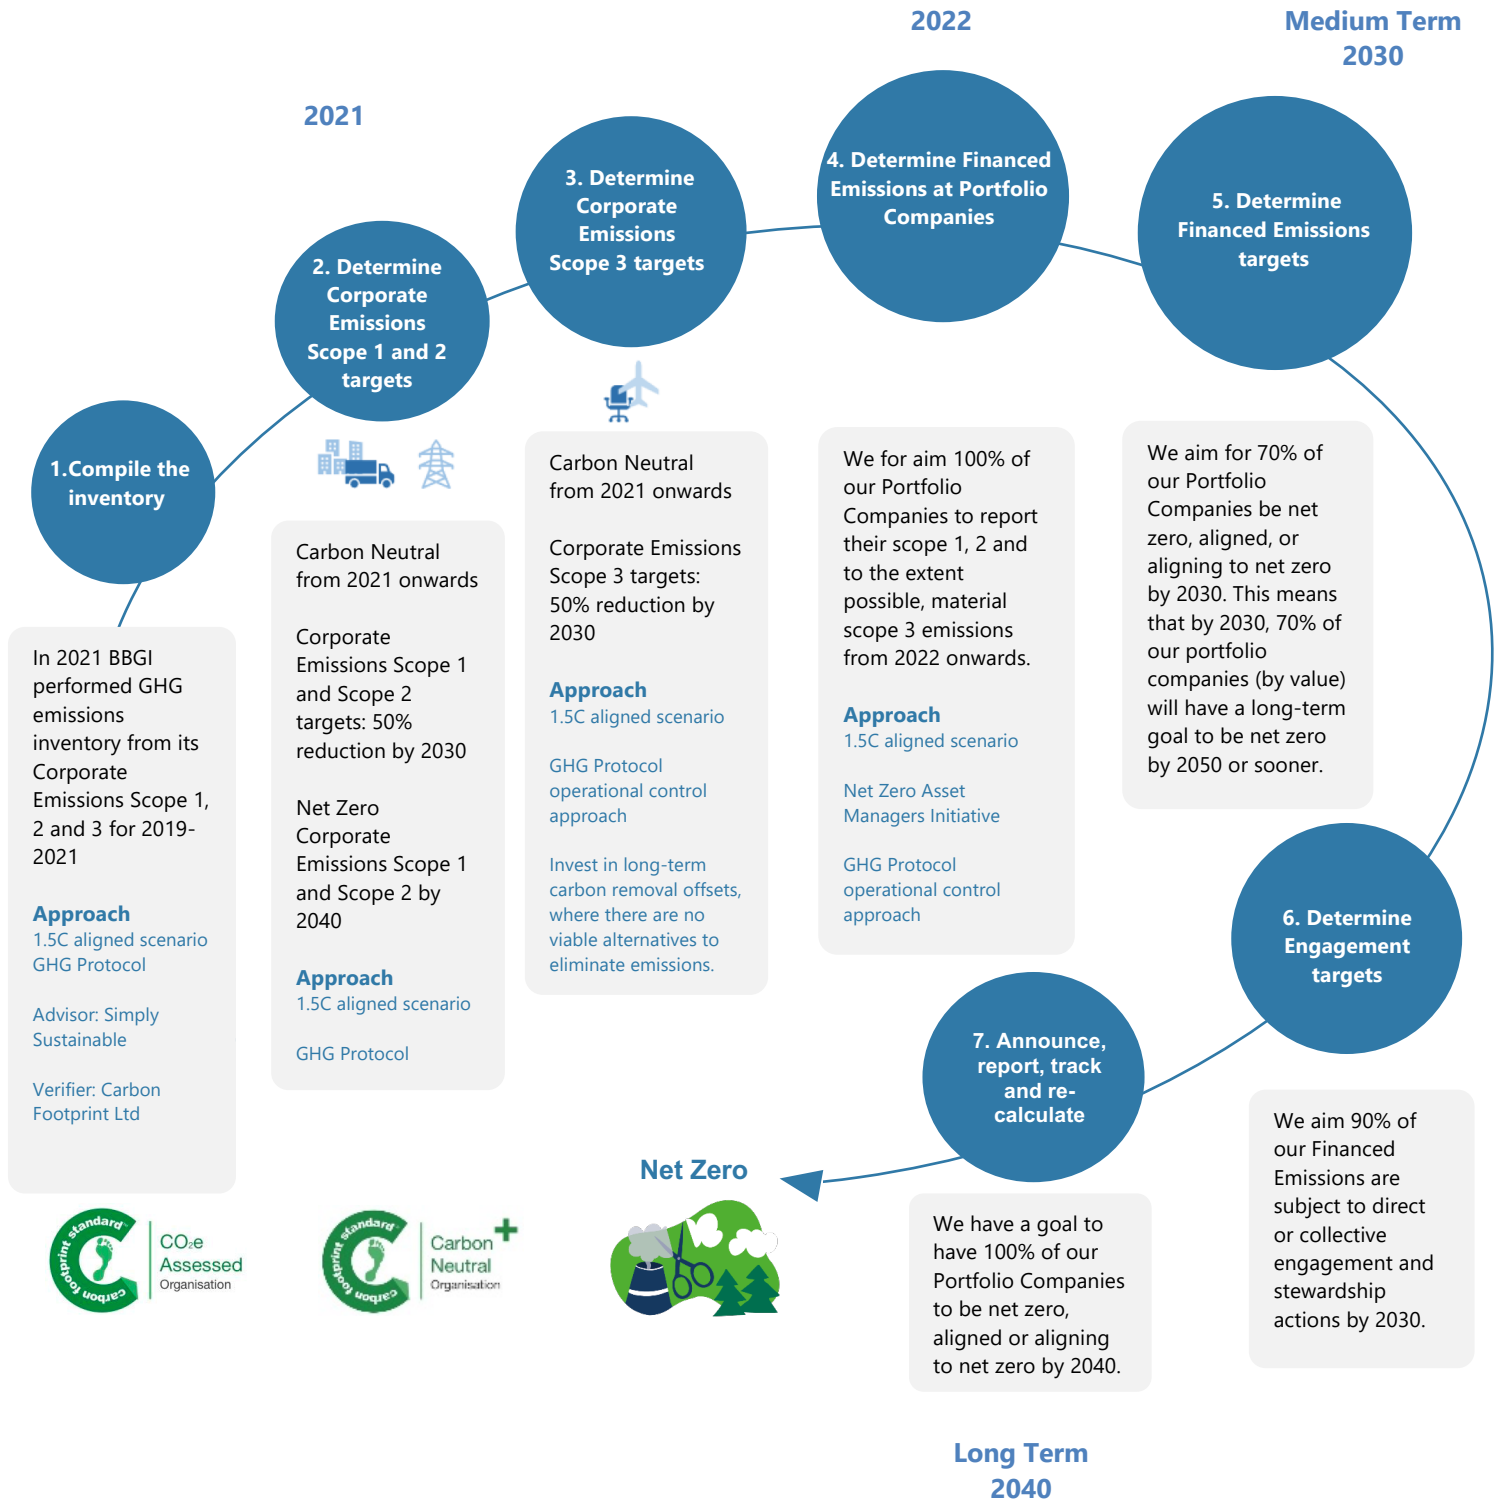 2021
2022
Medium Term
2030
1.Compile the
inventory
In 2021 BBGI
performed GHG
emissions
inventory from its
Corporate
Emissions Scope 1,
2 and 3 for 2019-
2021
Approach
1.5C aligned scenario
GHG Protocol
Advisor: Simply
Sustainable
Verifier: Carbon
Footprint Ltd
2. Determine
Corporate
Emissions
Scope 1 and 2
targets
Carbon Neutral
from 2021 onwards
Corporate
Emissions Scope 1
and Scope 2
targets: 50%
reduction by 2030
Net Zero
Corporate
Emissions Scope 1
and Scope 2 by
2040
Approach
1.5C aligned scenario
GHG Protocol
3. Determine
Corporate
Emissions
Scope 3 targets
Carbon Neutral
from 2021 onwards
Corporate Emissions
Scope 3 targets:
50% reduction by
2030
Approach
1.5C aligned scenario
GHG Protocol
operational control
approach
Invest in long-term
carbon removal offsets,
where there are no
viable alternatives to
eliminate emissions.
4. Determine Financed
Emissions at Portfolio
Companies
We for aim 100% of
our Portfolio
Companies to report
their scope 1, 2 and
to the extent
possible, material
scope 3 emissions
from 2022 onwards.
Approach
1.5C aligned scenario
Net Zero Asset
Managers Initiative
GHG Protocol
operational control
approach
5. Determine
Financed Emissions
targets
We aim for 70% of
our Portfolio
Companies be net
zero, aligned, or
aligning to net zero
by 2030. This means
that by 2030, 70% of
our portfolio
companies (by value)
will have a long-term
goal to be net zero
by 2050 or sooner.
6. Determine
Engagement
targets
We aim 90% of
our Financed
Emissions are
subject to direct
or collective
engagement and
stewardship
actions by 2030.
7. Announce,
report, track
and re-
calculate
We have a goal to
have 100% of our
Portfolio Companies
to be net zero,
aligned or aligning
to net zero by 2040.
Net Zero
carbon footprint standard™
CO₂e
Assessed
Organisation
carbon footprint standard™
Carbon
Neutral
Organisation
Long Term
2040